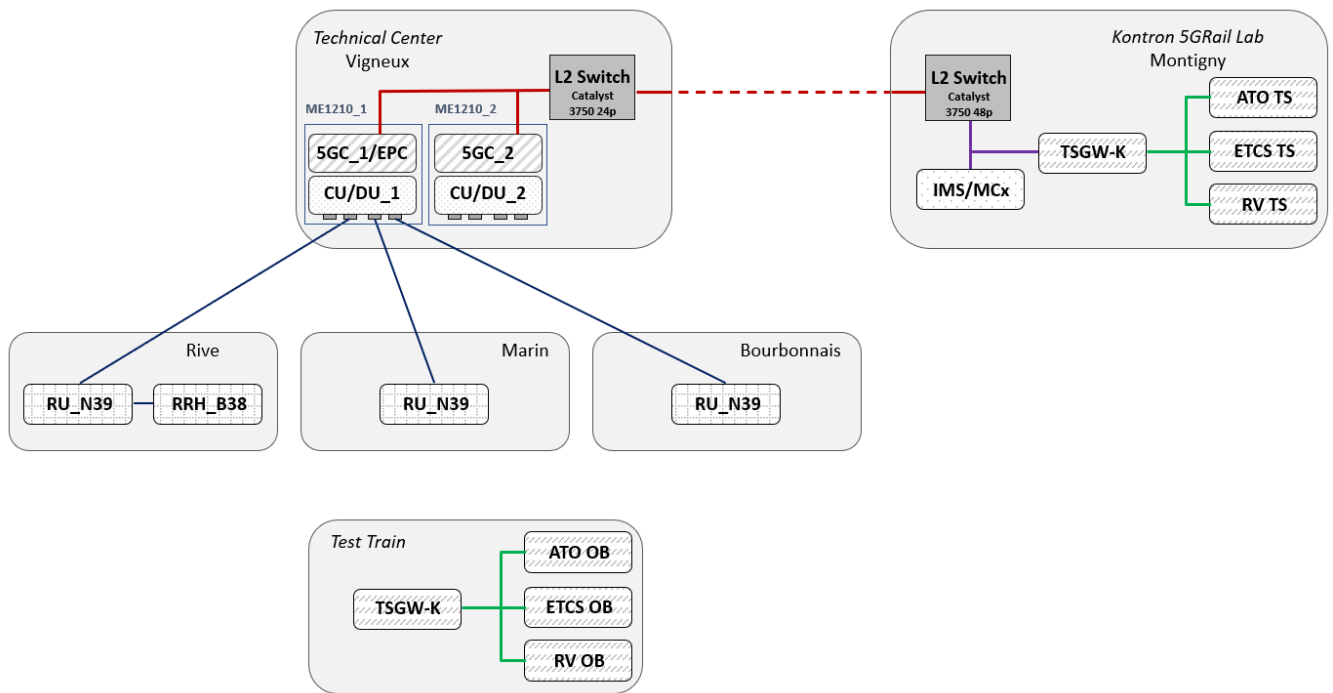 Technical Center
Vigneux
L2 Switch
Catalyst
3750 24p
ME1210_1
ME1210_2
5GC_1/EPC
5GC_2
CU/DU_1
CU/DU_2
Kontron 5GRail Lab
Montigny
L2 Switch
Catalyst
3750 48p
ATO TS
TSGW-K
ETCS TS
IMS/MCx
RV TS
Rive
RU_N39
RRH_B38
Marin
RU_N39
Bourbonnais
RU_N39
Test Train
ATO OB
TSGW-K
ETCS OB
RV OB